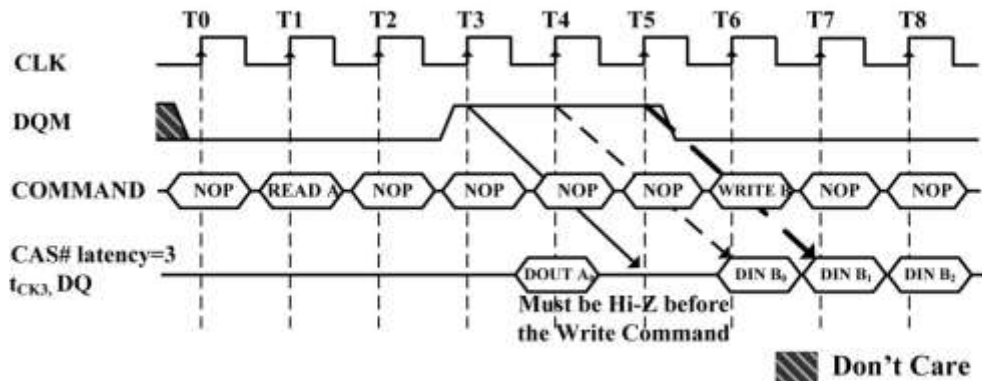 T0 T1 T2 T3 T4 T5 T6 T7 T8
CLK
DQM
COMMAND NOP READ A NOP NOP NOP NOP WRITE B NOP NOP
CAS# latency=3
tCK3, DQ DOUT A₀ DIN B₀ DIN B₁ DIN B₂
Must be Hi-Z before
the Write Command
Don't Care